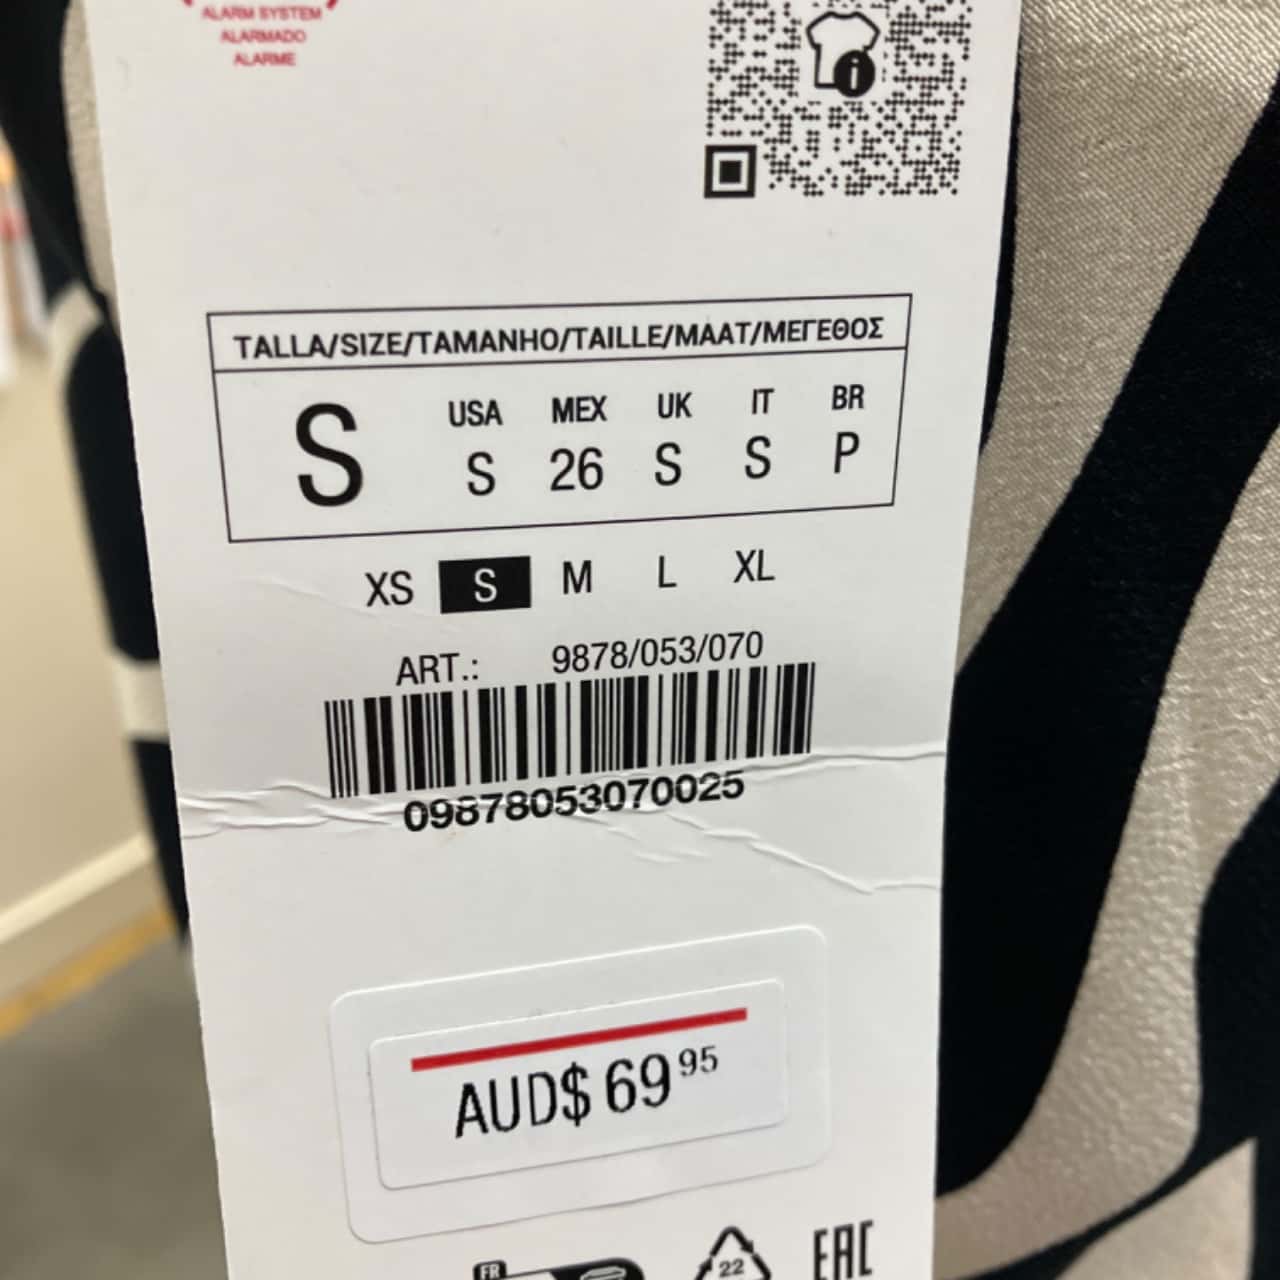 ALARM SYSTEM
ALARMADO
ALARME
TALLA/SIZE/TAMANHO/TAILLE/MAAT/ΜΕΓΕΘΟΣ
S
USA MEX UK IT BR
S 26 S S P
XS S M L XL
ART.: 9878/053/070
09878053070025
AUD$ 69 95
FR
22
EAC